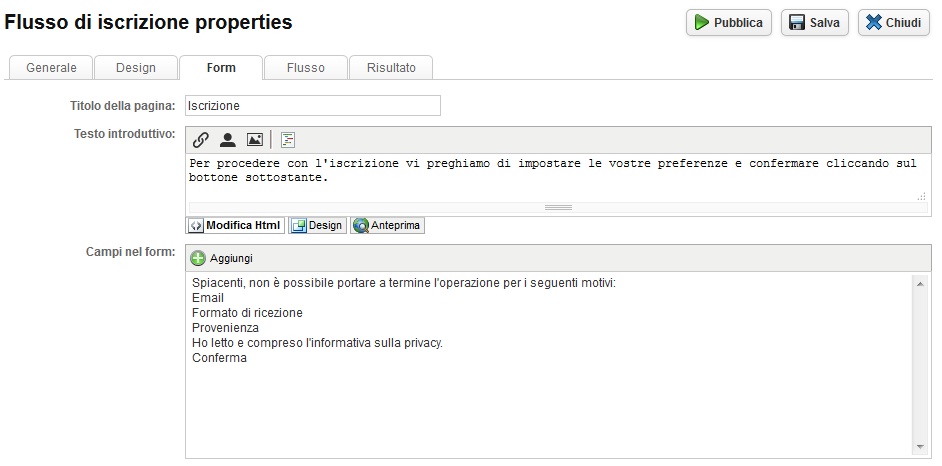 Flusso di iscrizione properties
Pubblica
Salva
Chiudi
Generale
Design
Form
Flusso
Risultato
Titolo della pagina:
Iscrizione
Testo introduttivo:
Per procedere con l'iscrizione vi preghiamo di impostare le vostre preferenze e confermare cliccando sul
bottone sottostante.
Modifica Html
Design
Anteprima
Campi nel form:
Aggiungi
Spiacenti, non è possibile portare a termine l'operazione per i seguenti motivi:
Email
Formato di ricezione
Provenienza
Ho letto e compreso l'informativa sulla privacy.
Conferma